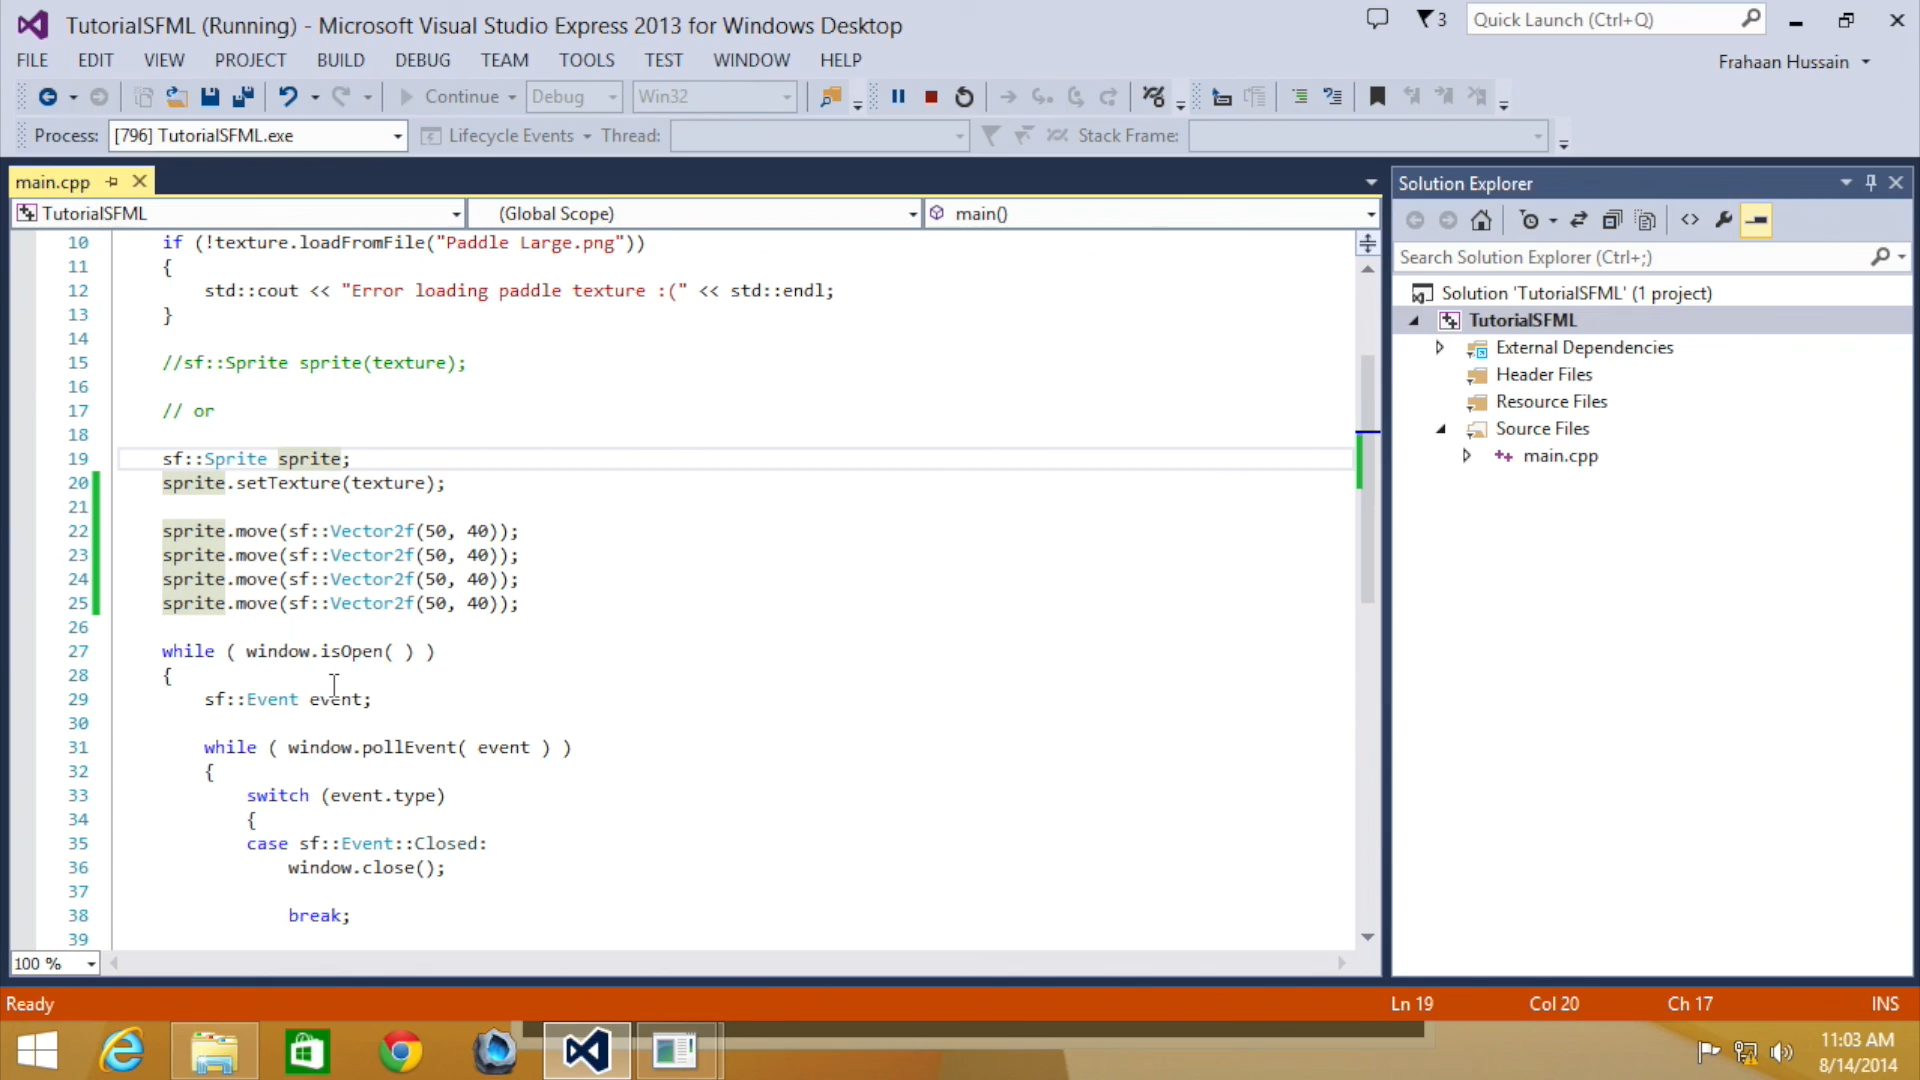 TutorialSFML (Running) - Microsoft Visual Studio Express 2013 for Windows Desktop
3
Quick Launch (Ctrl+Q)
FILE EDIT VIEW PROJECT BUILD DEBUG TEAM TOOLS TEST WINDOW HELP
Frahaan Hussain
Continue Debug Win32
Process: [796] TutorialSFML.exe Lifecycle Events Thread: Stack Frame:
main.cpp
TutorialSFML (Global Scope) main()
10 if (!texture.loadFromFile("Paddle Large.png"))
11 {
12 std::cout << "Error loading paddle texture :(" << std::endl;
13 }
14
15 //sf::Sprite sprite(texture);
16
17 // or
18
19 sf::Sprite sprite;
20 sprite.setTexture(texture);
21
22 sprite.move(sf::Vector2f(50, 40));
23 sprite.move(sf::Vector2f(50, 40));
24 sprite.move(sf::Vector2f(50, 40));
25 sprite.move(sf::Vector2f(50, 40));
26
27 while ( window.isOpen( ) )
28 {
29 sf::Event event;
30
31 while ( window.pollEvent( event ) )
32 {
33 switch (event.type)
34 {
35 case sf::Event::Closed:
36 window.close();
37
38 break;
39
100 %
Solution Explorer
Search Solution Explorer (Ctrl+;)
Solution 'TutorialSFML' (1 project)
TutorialSFML
External Dependencies
Header Files
Resource Files
Source Files
main.cpp
Ready Ln 19 Col 20 Ch 17 INS
11:03 AM
8/14/2014